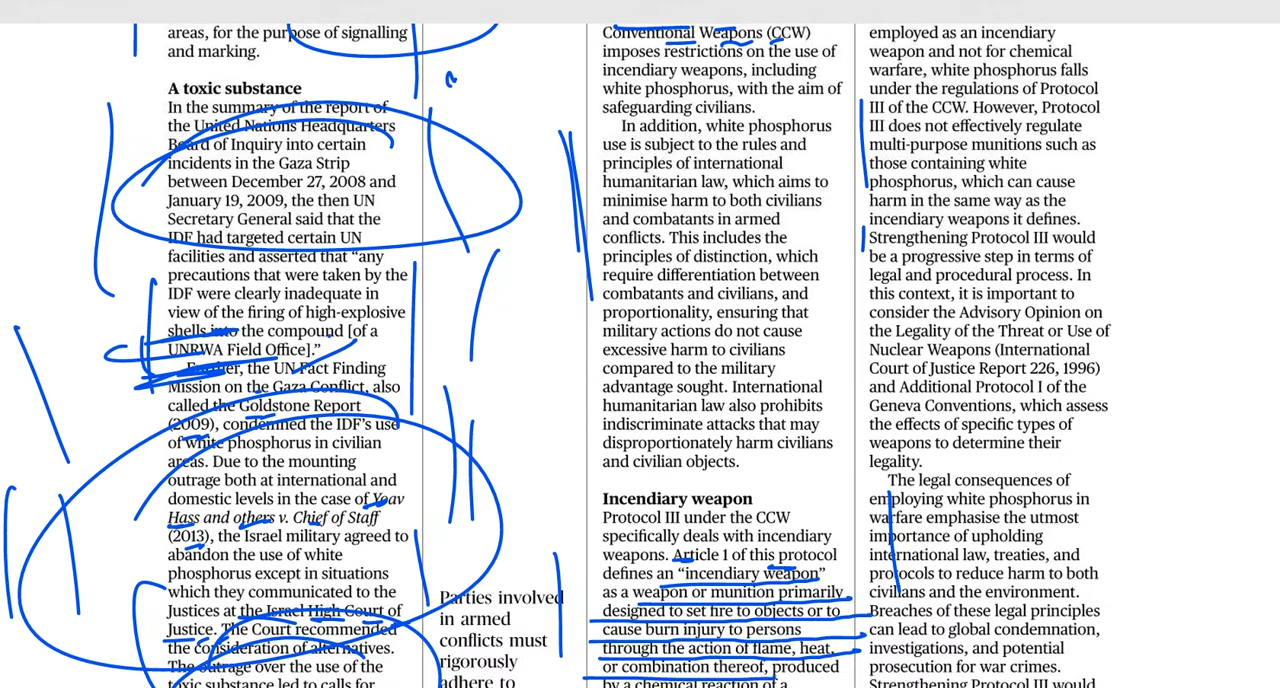 areas, for the purpose of signalling
and marking.
A toxic substance
In the summary of the report of
the United Nations Headquarters
Board of Inquiry into certain
incidents in the Gaza Strip
between December 27, 2008 and
January 19, 2009, the then UN
Secretary General said that the
IDF had targeted certain UN
facilities and asserted that “any
precautions that were taken by the
IDF were clearly inadequate in
view of the firing of high-explosive
shells into the compound [of a
UNRWA Field Office].”
Further, the UN Fact Finding
Mission on the Gaza Conflict, also
called the Goldstone Report
(2009), condemned the IDF’s use
of white phosphorus in civilian
areas. Due to the mounting
outrage both at international and
domestic levels in the case of Yoav
Hass and others v. Chief of Staff
(2013), the Israel military agreed to
abandon the use of white
phosphorus except in situations
which they communicated to the
Justices at the Israel High Court of
Justice. The Court recommended
the consideration of alternatives.
The outrage over the use of the
toxic substance led to calls for
Parties involved
in armed
conflicts must
rigorously
adhere to
Conventional Weapons (CCW)
imposes restrictions on the use of
incendiary weapons, including
white phosphorus, with the aim of
safeguarding civilians.
In addition, white phosphorus
use is subject to the rules and
principles of international
humanitarian law, which aims to
minimise harm to both civilians
and combatants in armed
conflicts. This includes the
principles of distinction, which
require differentiation between
combatants and civilians, and
proportionality, ensuring that
military actions do not cause
excessive harm to civilians
compared to the military
advantage sought. International
humanitarian law also prohibits
indiscriminate attacks that may
disproportionately harm civilians
and civilian objects.
Incendiary weapon
Protocol III under the CCW
specifically deals with incendiary
weapons. Article 1 of this protocol
defines an “incendiary weapon”
as a weapon or munition primarily
designed to set fire to objects or to
cause burn injury to persons
through the action of flame, heat,
or combination thereof, produced
by a chemical reaction of a
employed as an incendiary
weapon and not for chemical
warfare, white phosphorus falls
under the regulations of Protocol
III of the CCW. However, Protocol
III does not effectively regulate
multi-purpose munitions such as
those containing white
phosphorus, which can cause
harm in the same way as the
incendiary weapons it defines.
Strengthening Protocol III would
be a progressive step in terms of
legal and procedural process. In
this context, it is important to
consider the Advisory Opinion on
the Legality of the Threat or Use of
Nuclear Weapons (International
Court of Justice Report 226, 1996)
and Additional Protocol I of the
Geneva Conventions, which assess
the effects of specific types of
weapons to determine their
legality.
The legal consequences of
employing white phosphorus in
warfare emphasise the utmost
importance of upholding
international law, treaties, and
protocols to reduce harm to both
civilians and the environment.
Breaches of these legal principles
can lead to global condemnation,
investigations, and potential
prosecution for war crimes.
Strengthening Protocol III would